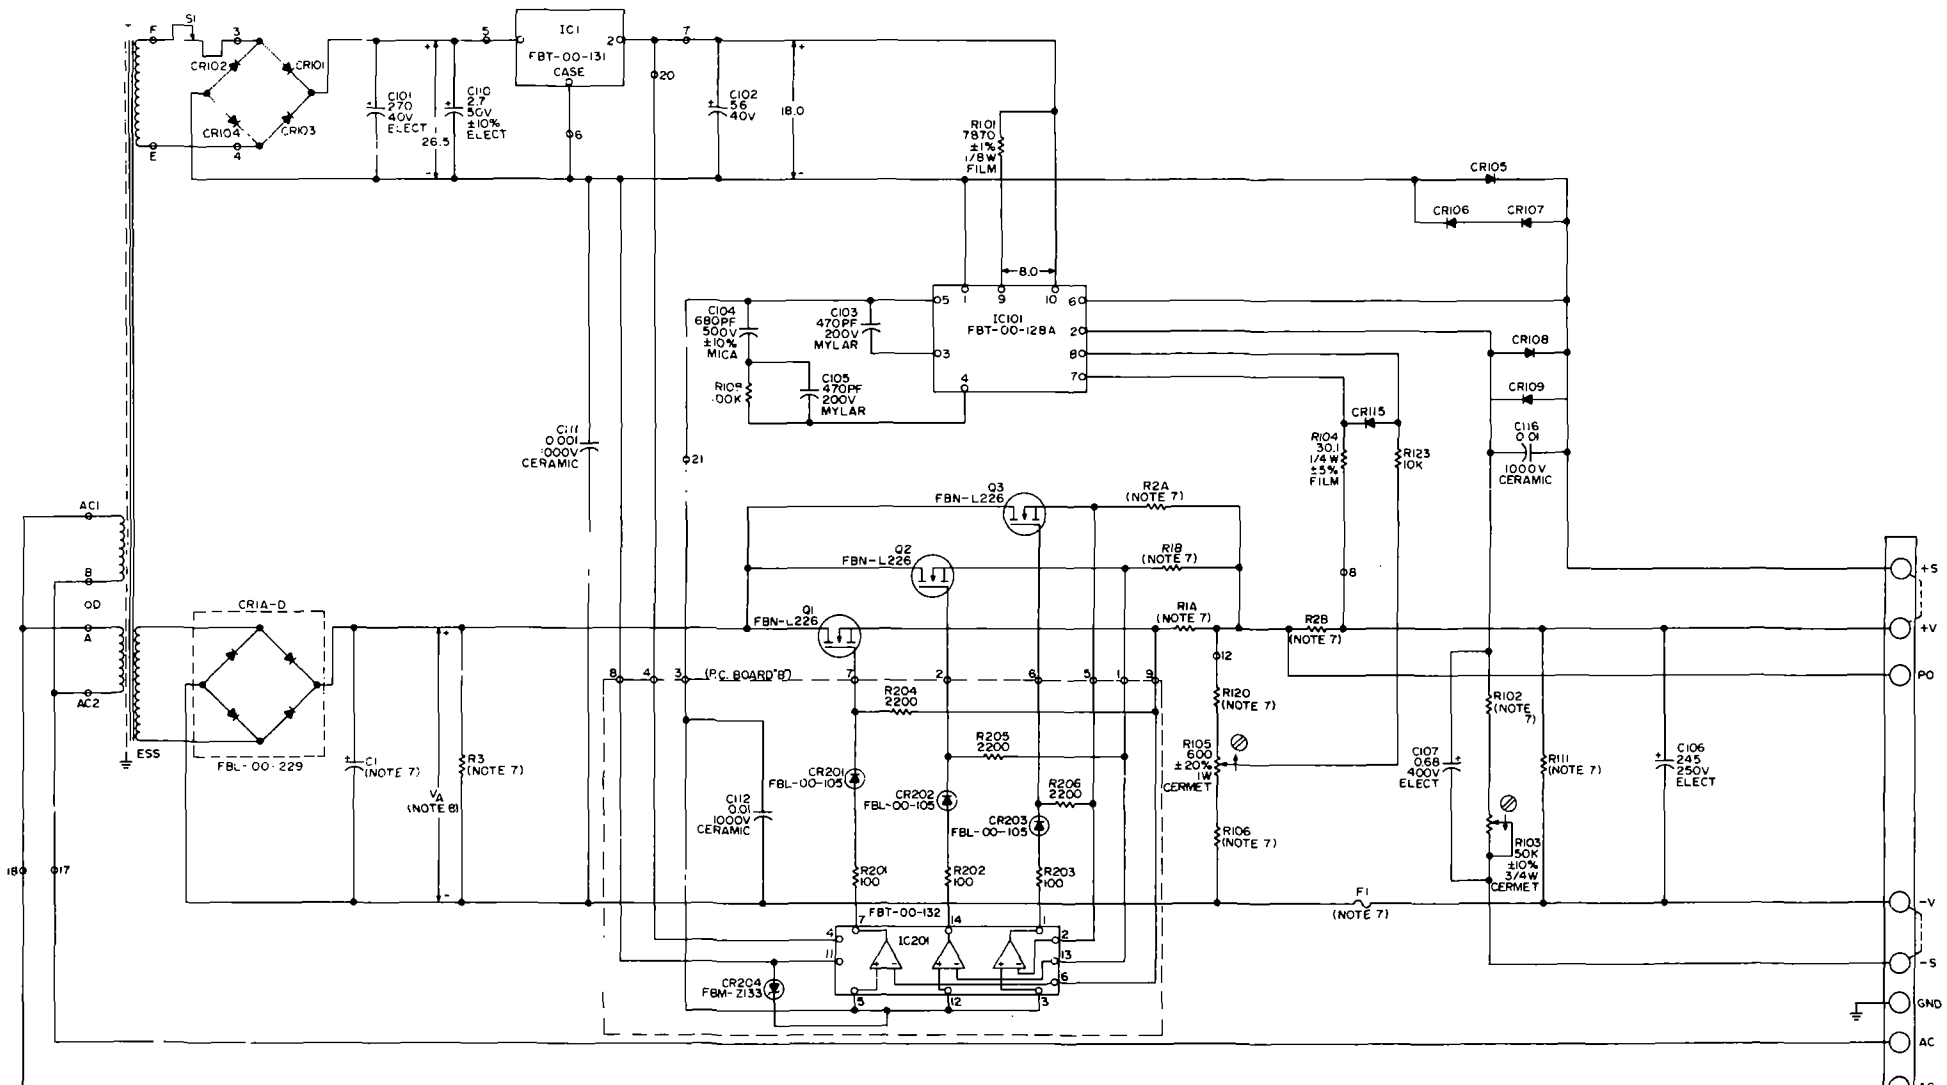 F
S1
3
CR102
CR101
CR104
CR103
E
4
C101
270
40V
ELECT
+
26.5
-
C110
2.7
50V
±10%
ELECT
5
IC1
FBT-00-131
CASE
2
6
7
20
C102
56
40V
+
18.0
-
R101
7870
±1%
1/8W
FILM
CR105
CR106
CR107
8.0
5
1
9
10
6
IC101
FBT-00-128A
2
3
8
4
7
C104
680PF
500V
±10%
MICA
C103
470PF
200V
MYLAR
C105
470PF
200V
MYLAR
CR108
CR109
C116
0.01
1000V
CERAMIC
CR115
R104
30.1
1/4W
±5%
FILM
R123
10K
C111
0.001
CERAMIC
21
Q3
FBN-L226
R2A
(NOTE 7)
Q2
FBN-L226
R1B
(NOTE 7)
8
Q1
FBN-L226
R1A
(NOTE 7)
R2B
(NOTE 7)
12
AC1
B
OD
A
AC2
ESS
CR1A-D
FBL-00-229
C1
(NOTE 7)
+
VA
(NOTE 8)
-
R3
(NOTE 7)
8
4
3
(P.C. BOARD "B")
7
2
6
5
1
9
R204
2200
R205
2200
R206
2200
CR201
FBL-00-105
CR202
FBL-00-105
CR203
FBL-00-105
C112
0.01
1000V
CERAMIC
R201
100
R202
100
R203
100
R120
(NOTE 7)
R105
600
±20%
1W
CERMET
R106
(NOTE 7)
F1
(NOTE 7)
C107
0.68
400V
ELECT
R102
(NOTE
7)
R103
50K
±10%
3/4W
CERMET
R111
(NOTE 7)
C106
245
250V
ELECT
18
17
FBT-00-132
IC201
7
14
1
4
11
2
13
6
5
12
3
CR204
FBM-Z133
+S
+V
PO
-V
-S
GND
AC